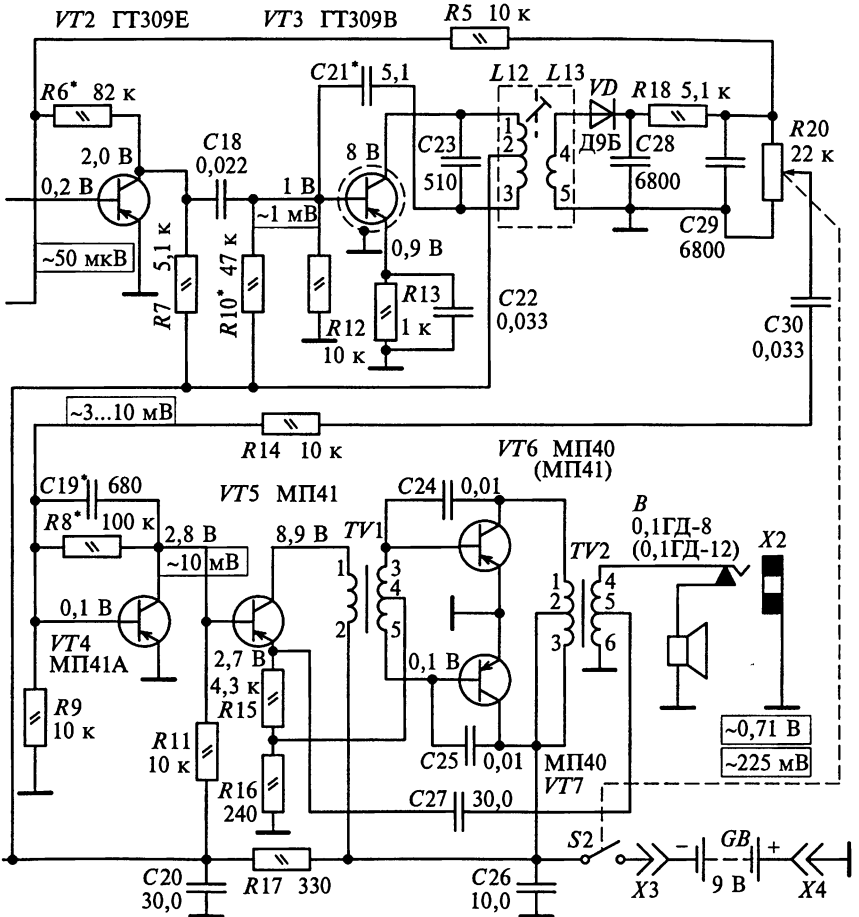 VT2 ГТ309Е
VT3 ГТ309В
R5 10 к
R6* 82 к
C21* 5,1
L12
L13
VD
Д9Б
R18 5,1 к
R20
22 к
2,0 В
C18
0,022
8 В
1
2
3
C23
510
4
5
C28
6800
C29
6800
0,2 В
1 В
~1 мВ
~50 мкВ
R7 5,1 к
R10* 47 к
0,9 В
R12
10 к
R13
1 к
C22
0,033
C30
0,033
~3...10 мВ
R14 10 к
C19* 680
R8* 100 к
2,8 В
~10 мВ
VT5 МП41
8,9 В
TV1
C24 0,01
VT6 МП40
(МП41)
B
0,1ГД-8
(0,1ГД-12)
X2
TV2
1
2
3
4
5
1
2
3
4
5
6
0,1 В
VT4
МП41А
2,7 В
4,3 к
R15
0,1 В
R9
10 к
R11
10 к
R16
240
C25 0,01
МП40
VT7
~0,71 В
~225 мВ
C27 30,0
S2
C20
30,0
R17 330
C26
10,0
X3
−
GB
+
9 В
X4